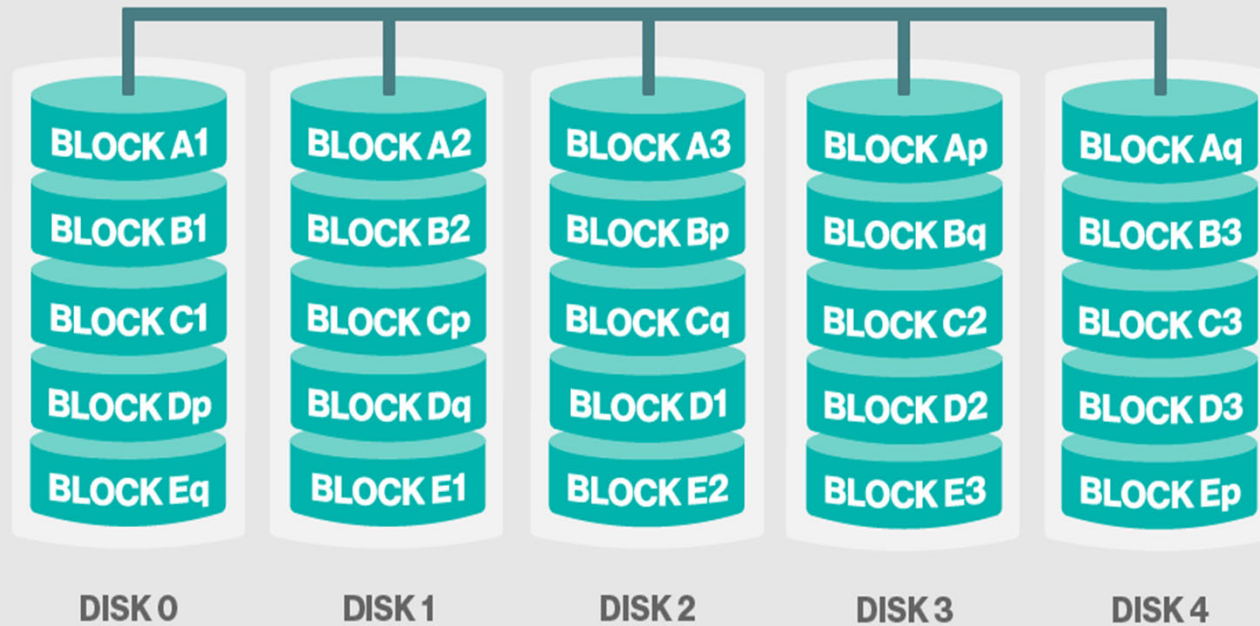 BLOCK A1 BLOCK A2 BLOCK A3 BLOCK Ap BLOCK Aq
BLOCK B1 BLOCK B2 BLOCK Bp BLOCK Bq BLOCK B3
BLOCK C1 BLOCK Cp BLOCK Cq BLOCK C2 BLOCK C3
BLOCK Dp BLOCK Dq BLOCK D1 BLOCK D2 BLOCK D3
BLOCK Eq BLOCK E1 BLOCK E2 BLOCK E3 BLOCK Ep
DISK 0 DISK 1 DISK 2 DISK 3 DISK 4